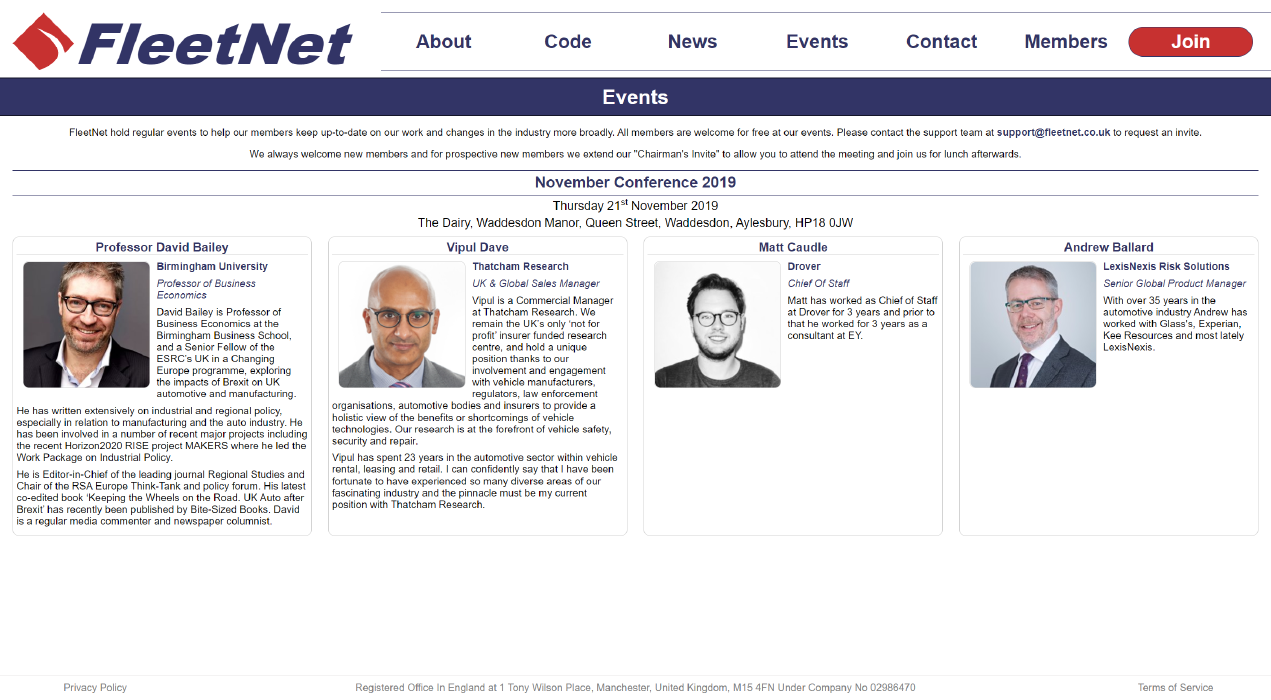 FleetNet
About Code News Events Contact Members Join
Events
FleetNet hold regular events to help our members keep up-to-date on our work and changes in the industry more broadly. All members are welcome for free at our events. Please contact the support team at support@fleetnet.co.uk to request an invite.
We always welcome new members and for prospective new members we extend our "Chairman's Invite" to allow you to attend the meeting and join us for lunch afterwards.
November Conference 2019
Thursday 21st November 2019
The Dairy, Waddesdon Manor, Queen Street, Waddesdon, Aylesbury, HP18 0JW
Professor David Bailey
Birmingham University
Professor of Business
Economics
David Bailey is Professor of
Business Economics at the
Birmingham Business School,
and a Senior Fellow of the
ESRC's UK in a Changing
Europe programme, exploring
the impacts of Brexit on UK
automotive and manufacturing.
He has written extensively on industrial and regional policy,
especially in relation to manufacturing and the auto industry. He
has been involved in a number of recent major projects including
the recent Horizon2020 RISE project MAKERS where he led the
Work Package on Industrial Policy.
He is Editor-in-Chief of the leading journal Regional Studies and
Chair of the RSA Europe Think-Tank and policy forum. His latest
co-edited book 'Keeping the Wheels on the Road. UK Auto after
Brexit' has recently been published by Bite-Sized Books. David
is a regular media commenter and newspaper columnist.
Vipul Dave
Thatcham Research
UK & Global Sales Manager
Vipul is a Commercial Manager
at Thatcham Research. We
remain the UK's only 'not for
profit' insurer funded research
centre, and hold a unique
position thanks to our
involvement and engagement
with vehicle manufacturers,
regulators, law enforcement
organisations, automotive bodies and insurers to provide a
holistic view of the benefits or shortcomings of vehicle
technologies. Our research is at the forefront of vehicle safety,
security and repair.
Vipul has spent 23 years in the automotive sector within vehicle
rental, leasing and retail. I can confidently say that I have been
fortunate to have experienced so many diverse areas of our
fascinating industry and the pinnacle must be my current
position with Thatcham Research.
Matt Caudle
Drover
Chief Of Staff
Matt has worked as Chief of Staff
at Drover for 3 years and prior to
that he worked for 3 years as a
consultant at EY.
Andrew Ballard
LexisNexis Risk Solutions
Senior Global Product Manager
With over 35 years in the
automotive industry Andrew has
worked with Glass's, Experian,
Kee Resources and most lately
LexisNexis.
Privacy Policy Registered Office In England at 1 Tony Wilson Place, Manchester, United Kingdom, M15 4FN Under Company No 02986470 Terms of Service